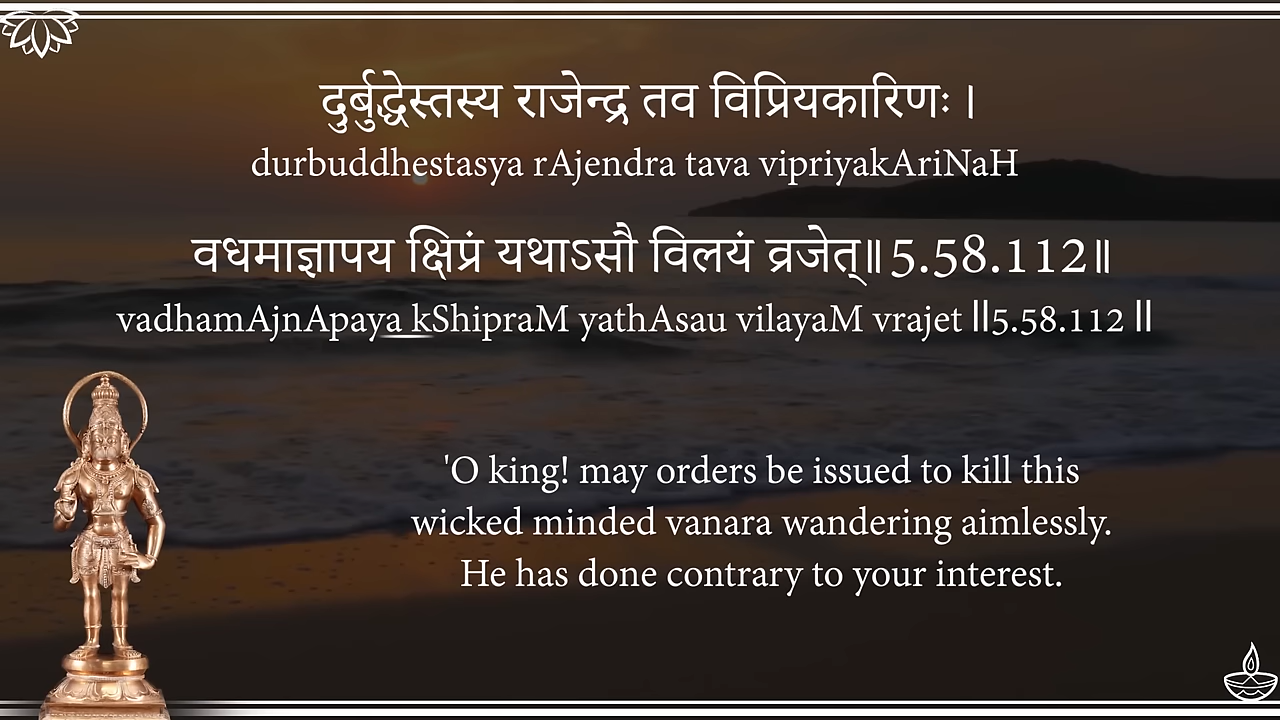 दुर्बुद्धेस्तस्य राजेन्द्र तव विप्रियकारिणः ।
durbuddhestasya rAjendra tava vipriyakAriNaH
वधमाज्ञापय क्षिप्रं यथाऽसौ विलयं व्रजेत्॥5.58.112॥
vadhamAjnApaya kShipraM yathAsau vilayaM vrajet ||5.58.112 ||
'O king! may orders be issued to kill this
wicked minded vanara wandering aimlessly.
He has done contrary to your interest.